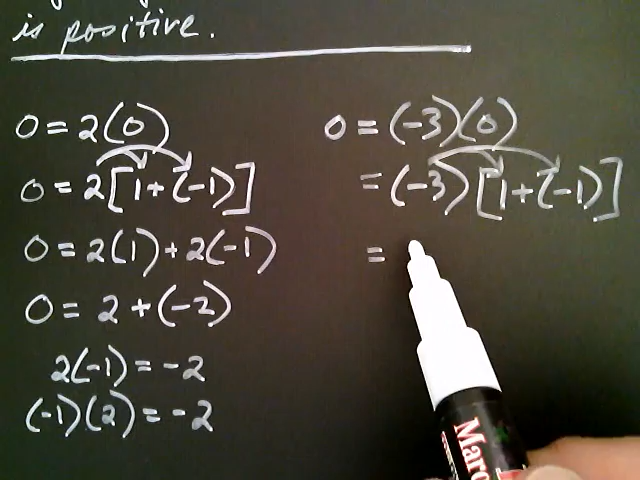 is positive.
0 = 2(0)
0 = 2[1+(-1)]
0 = 2(1)+2(-1)
0 = 2 + (-2)
2(-1) = -2
(-1)(2) = -2
0 = (-3)(0)
= (-3)[1+(-1)]
=
Marc